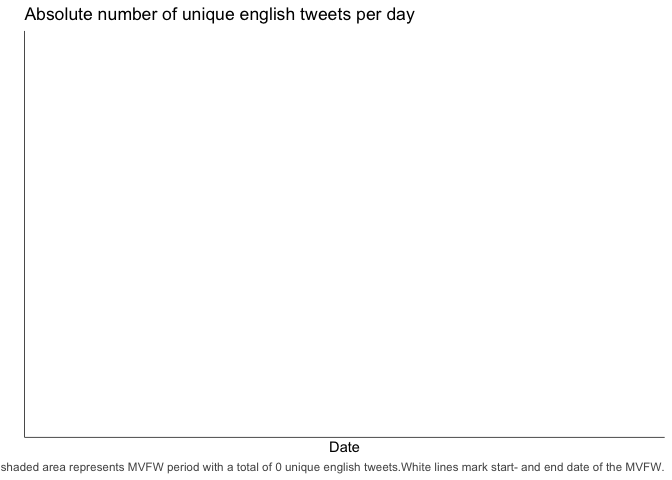 Absolute number of unique english tweets per day
Date
shaded area represents MVFW period with a total of 0 unique english tweets.White lines mark start- and end date of the MVFW.